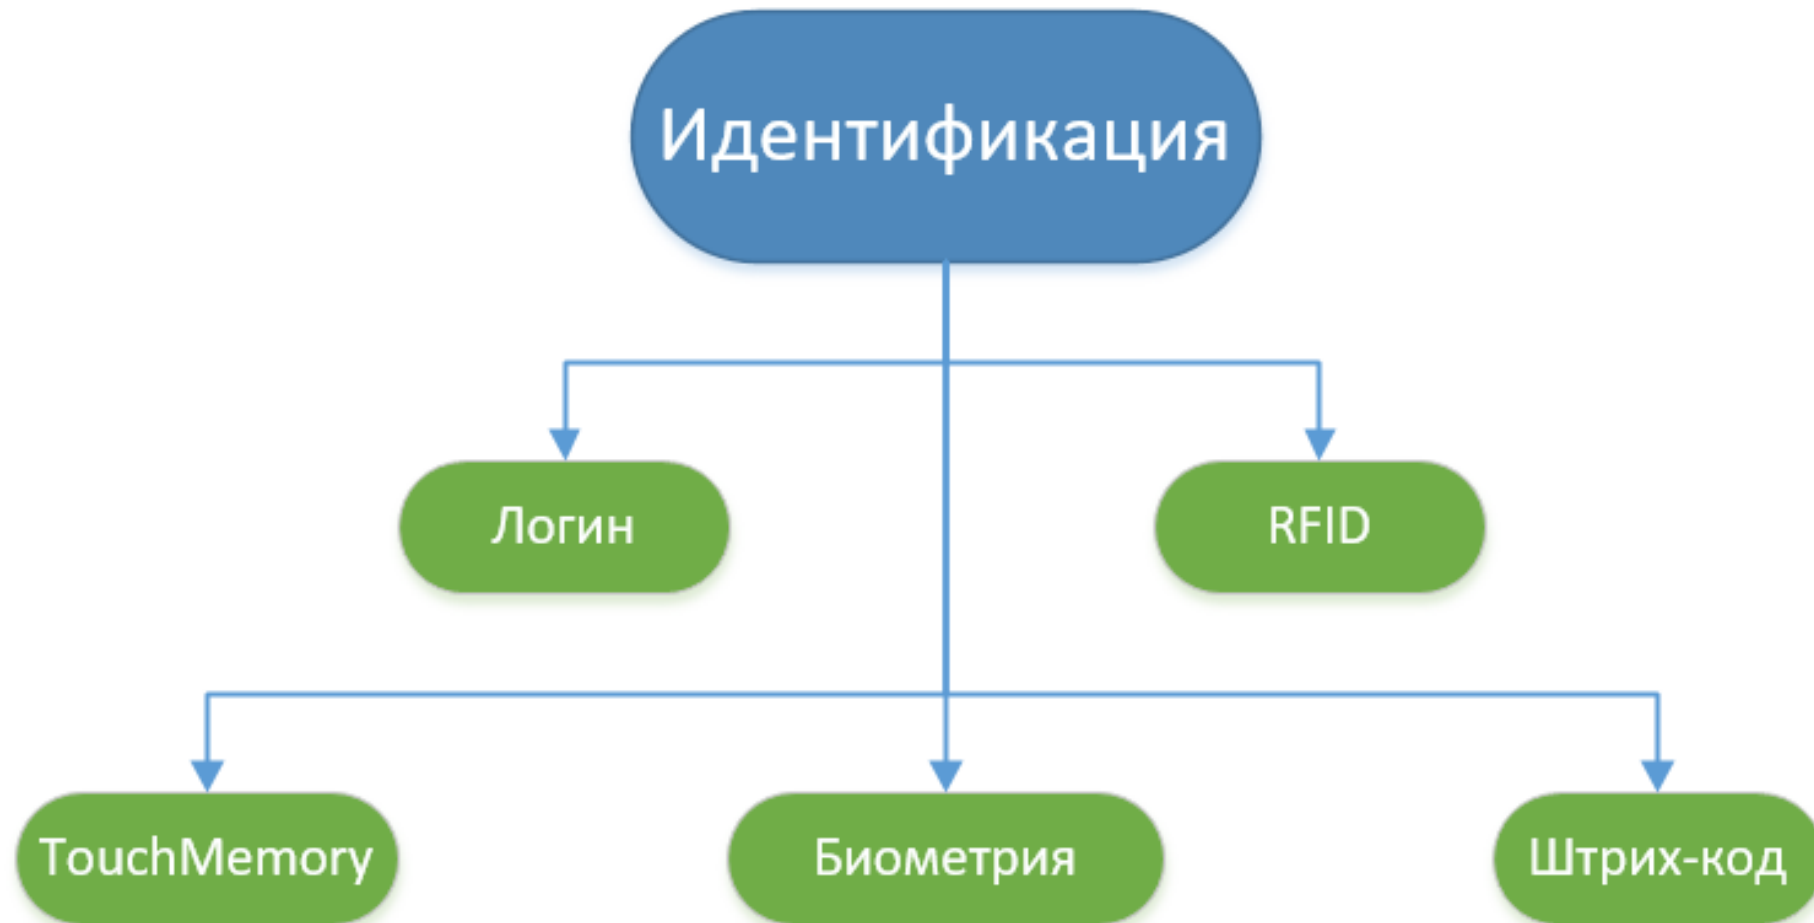 Идентификация
Логин
RFID
TouchMemory
Биометрия
Штрих-код